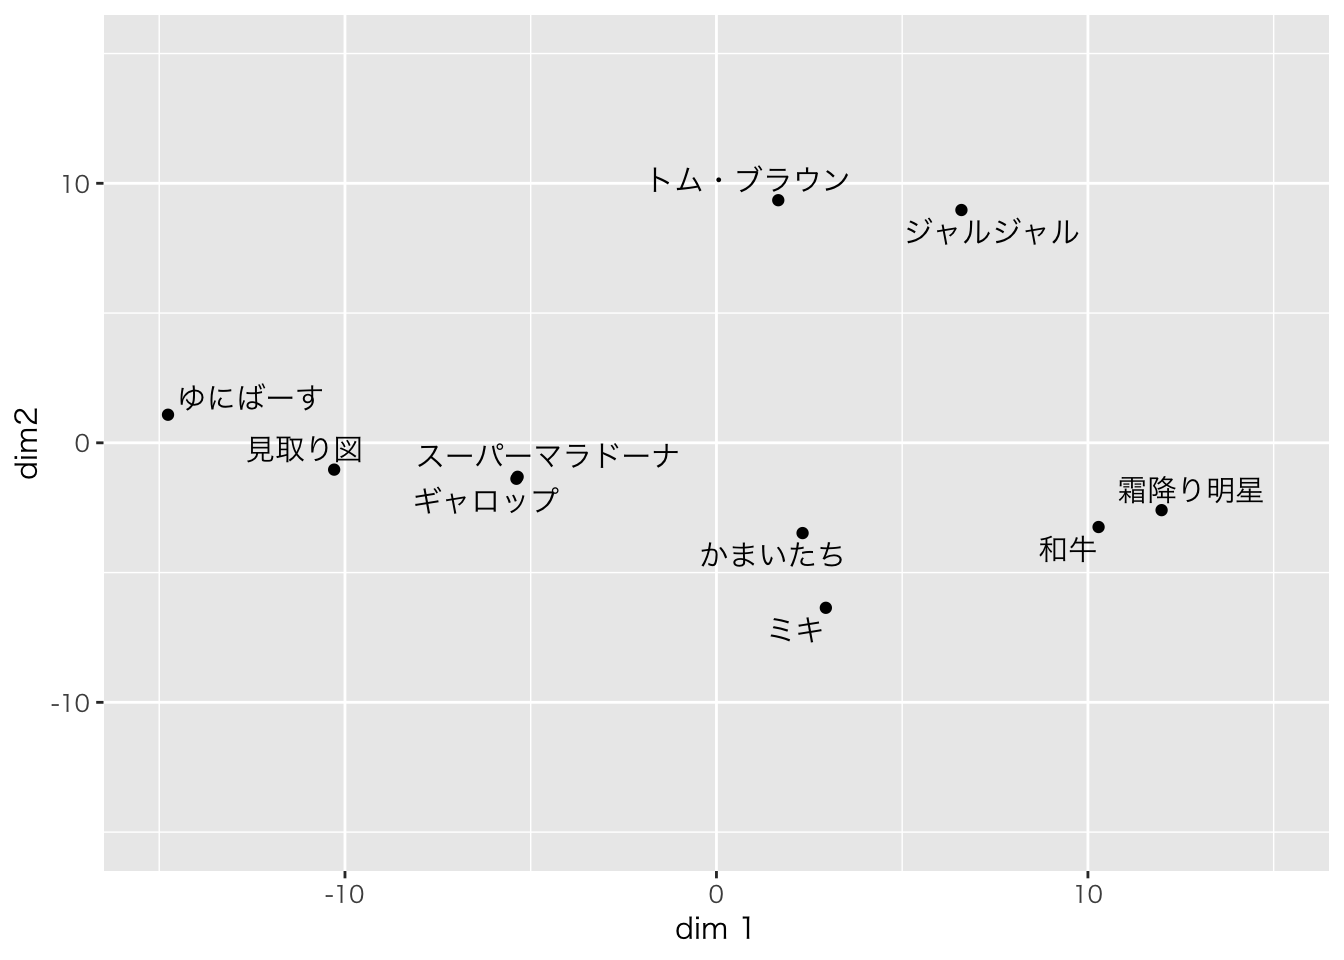 トム・ブラウン
10
ジャルジャル
ゆにばーす
見取り図
スーパーマラドーナ
0
dim2
ギャロップ
霜降り明星
和牛
かまいたち
ミキ
-10
-10
0
10
dim 1